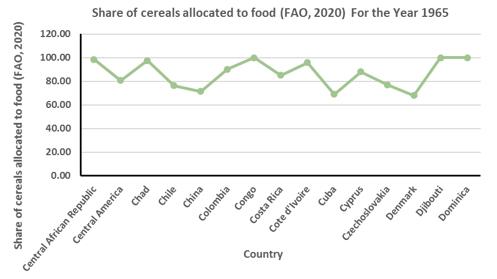 Share of cereals allocated to food (FAO, 2020) For the Year 1965
Share of cereals allocated to food (FAO, 2020)
120.00
100.00
80.00
60.00
40.00
20.00
0.00
Central African Republic
Central America
Chad
Chile
China
Colombia
Congo
Costa Rica
Cote d'Ivoire
Cuba
Cyprus
Czechoslovakia
Denmark
Djibouti
Dominica
Country